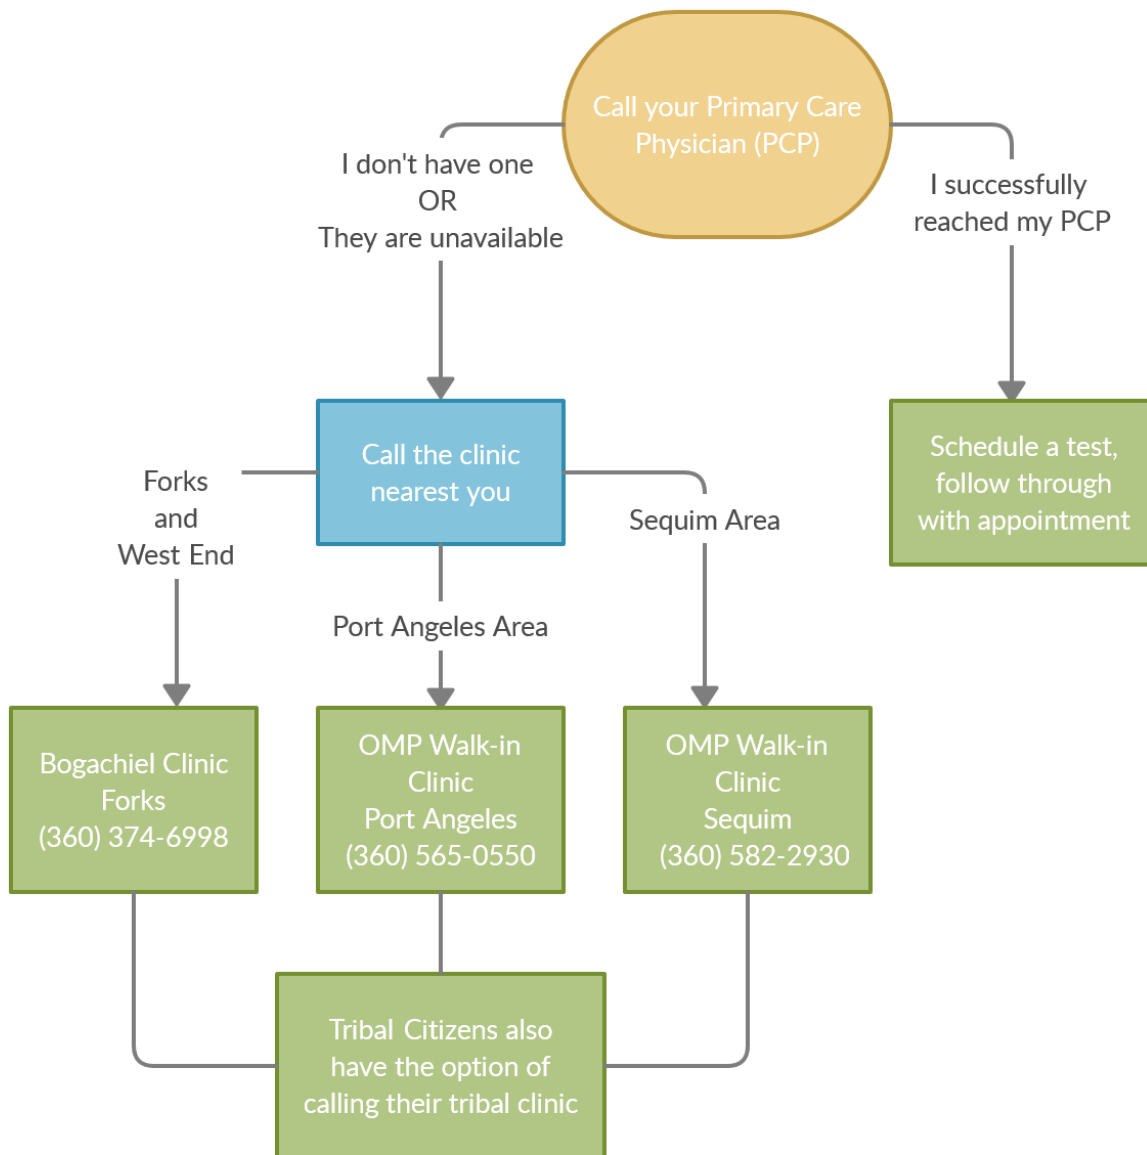 Call your Primary Care
Physician (PCP)
I don't have one
OR
They are unavailable
I successfully
reached my PCP
Call the clinic
nearest you
Schedule a test,
follow through
with appointment
Forks
and
West End
Port Angeles Area
Sequim Area
Bogachiel Clinic
Forks
(360) 374-6998
OMP Walk-in
Clinic
Port Angeles
(360) 565-0550
OMP Walk-in
Clinic
Sequim
(360) 582-2930
Tribal Citizens also
have the option of
calling their tribal clinic